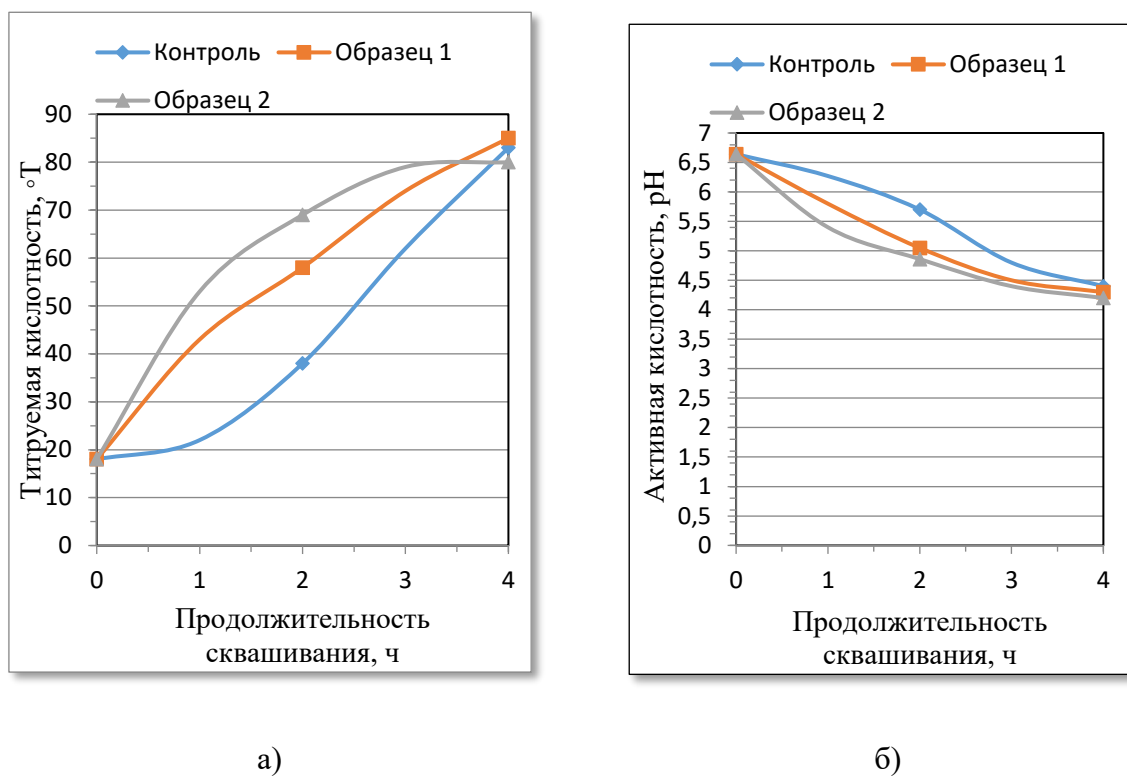 Контроль Образец 1
Образец 2
Титруемая кислотность, °Т
90
80
70
60
50
40
30
20
10
0
0 1 2 3 4
Продолжительность
сквашивания, ч
а)
Контроль Образец 1
Образец 2
Активная кислотность, рН
7
6,5
6
5,5
5
4,5
4
3,5
3
2,5
2
1,5
1
0,5
0
0 1 2 3 4
Продолжительность
сквашивания, ч
б)